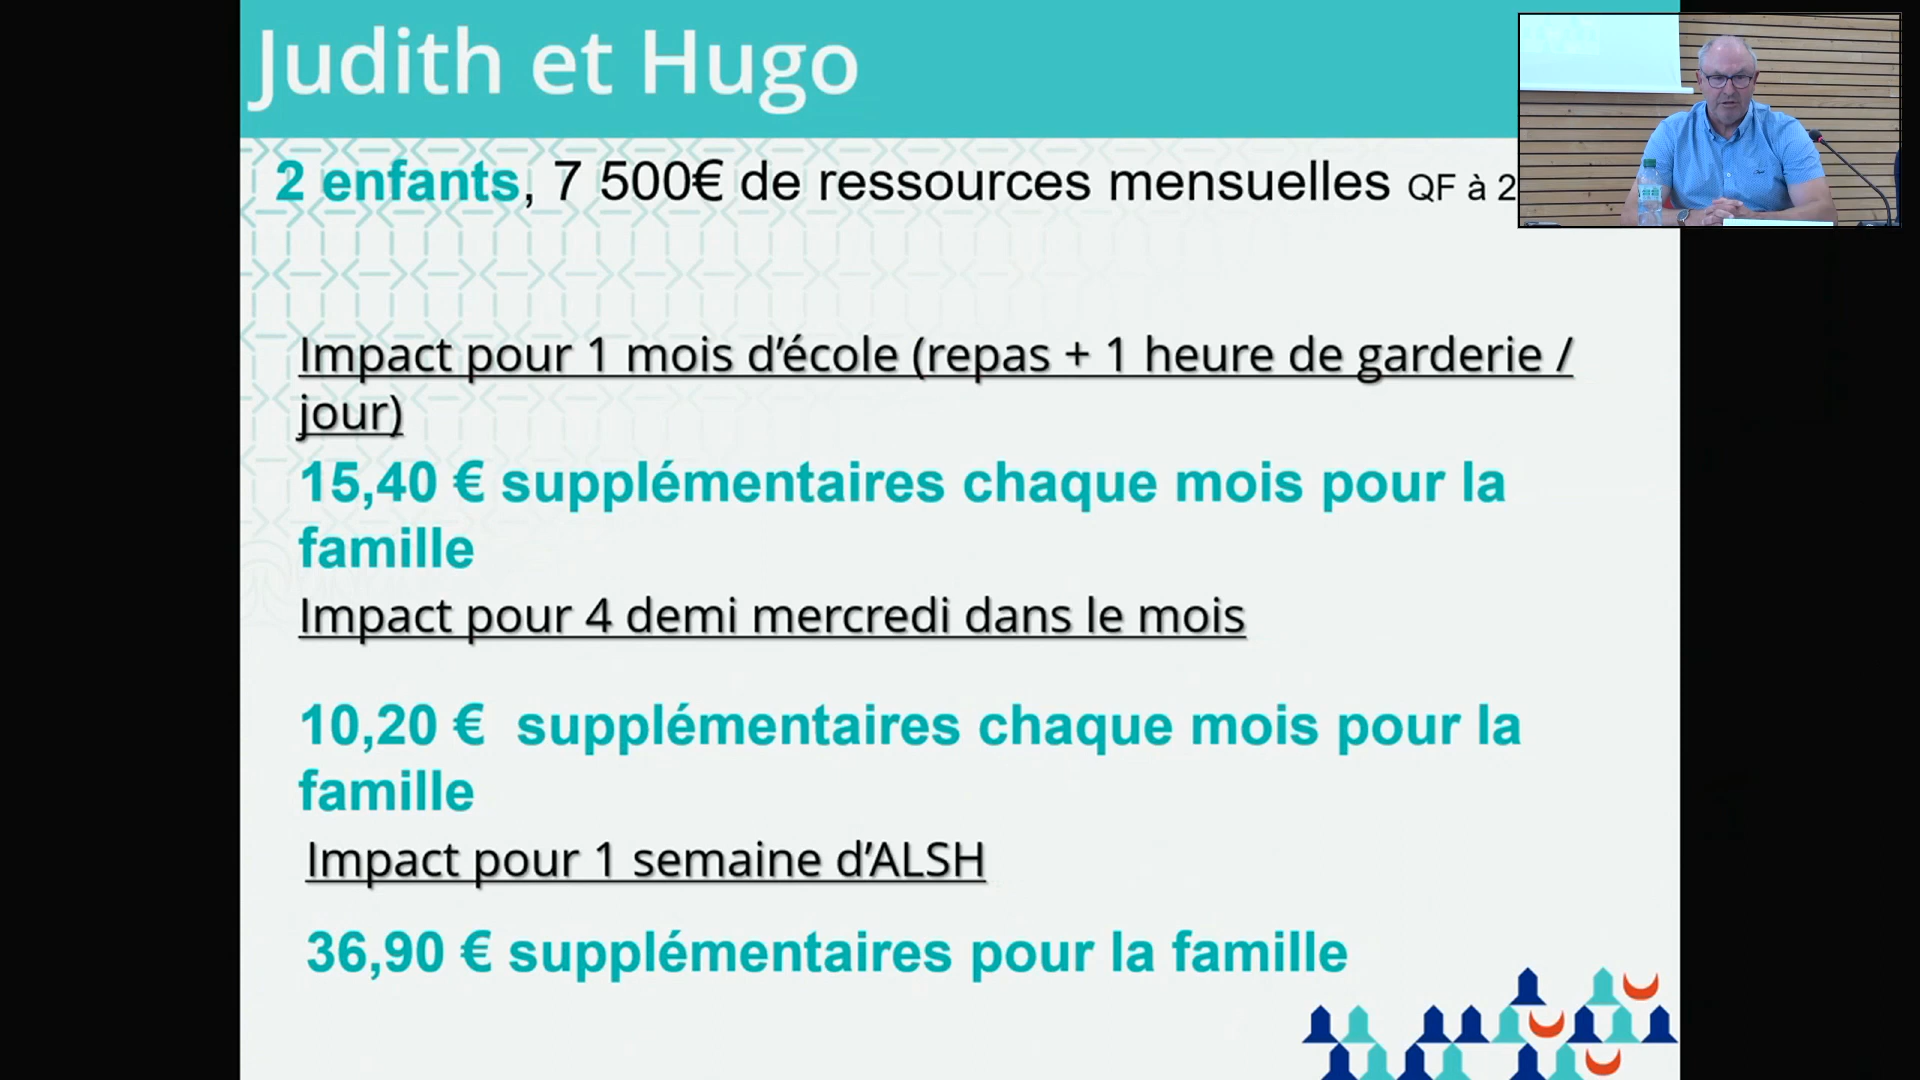 Judith et Hugo
2 enfants, 7 500€ de ressources mensuelles QF à 2
Impact pour 1 mois d’école (repas + 1 heure de garderie /
jour)
15,40 € supplémentaires chaque mois pour la
famille
Impact pour 4 demi mercredi dans le mois
10,20 €  supplémentaires chaque mois pour la
famille
Impact pour 1 semaine d’ALSH
36,90 € supplémentaires pour la famille